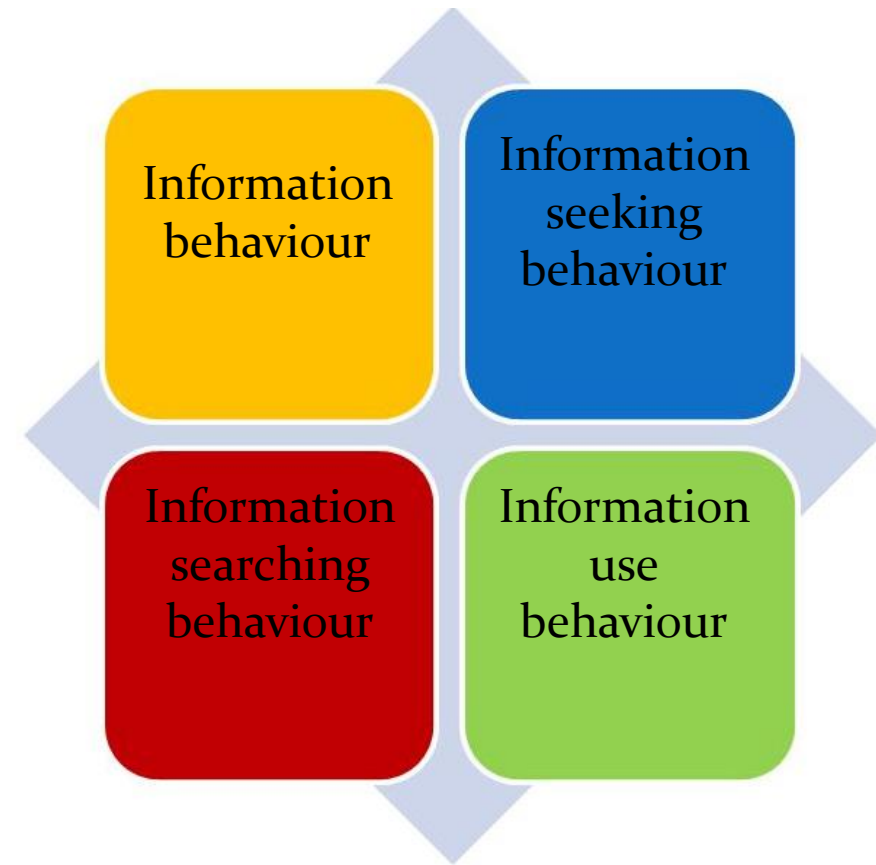 Information
behaviour
Information
seeking
behaviour
Information
searching
behaviour
Information
use
behaviour